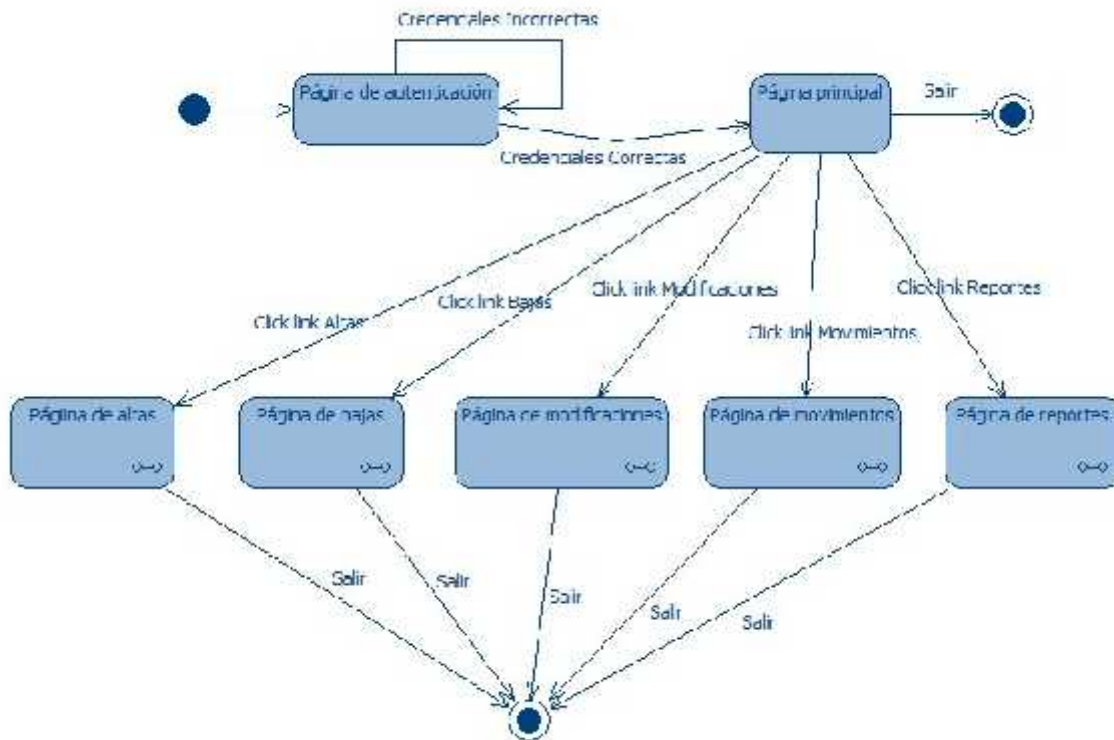 Credenciales Incorrectas
Página de autenticación
Página principal
Salir
Credenciales Correctas
Click link Altas
Click link Bajas
Click link Modificaciones
Click link Movimientos
Click link Reportes
Página de altas
Página de bajas
Página de modificaciones
Página de movimientos
Página de reportes
Salir
Salir
Salir
Salir
Salir